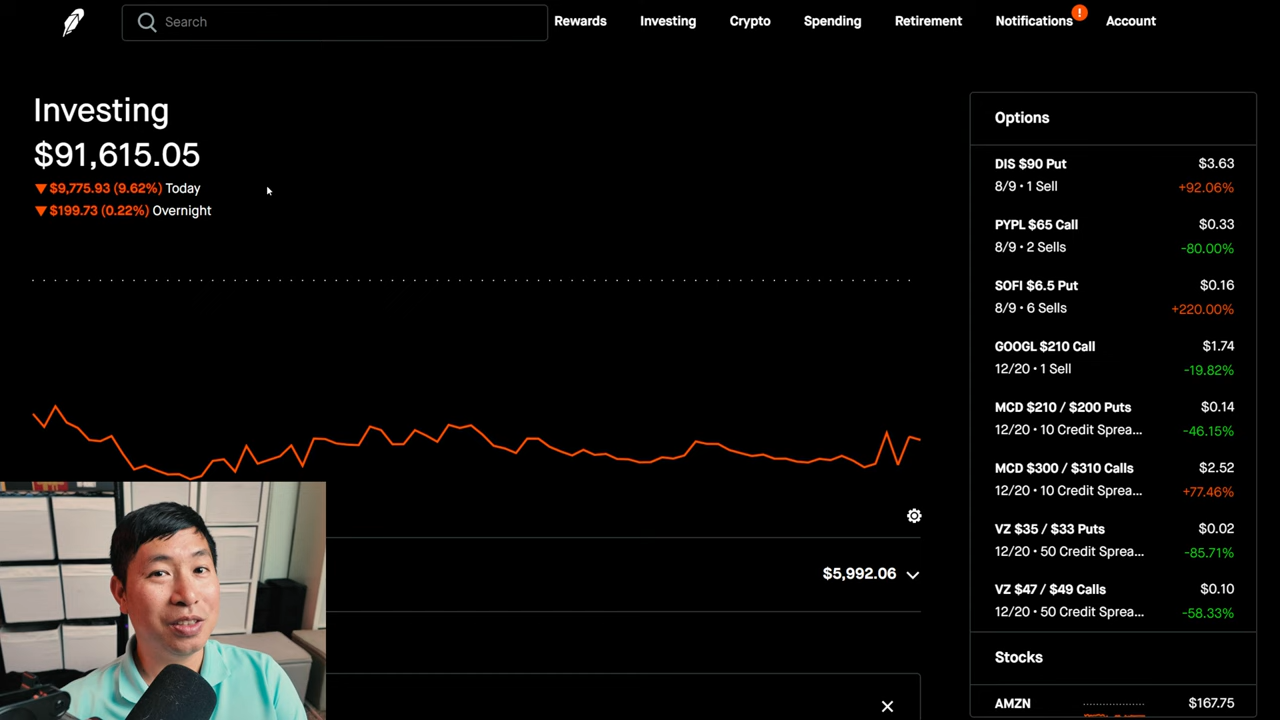 Search
Rewards
Investing
Crypto
Spending
Retirement
Notifications
!
Account
Investing
$91,615.05
▼ $9,775.93 (9.62%) Today
▼ $199.73 (0.22%) Overnight
$5,992.06
Options
DIS $90 Put $3.63
8/9 • 1 Sell +92.06%
PYPL $65 Call $0.33
8/9 • 2 Sells -80.00%
SOFI $6.5 Put $0.16
8/9 • 6 Sells +220.00%
GOOGL $210 Call $1.74
12/20 • 1 Sell -19.82%
MCD $210 / $200 Puts $0.14
12/20 • 10 Credit Sprea... -46.15%
MCD $300 / $310 Calls $2.52
12/20 • 10 Credit Sprea... +77.46%
VZ $35 / $33 Puts $0.02
12/20 • 50 Credit Sprea... -85.71%
VZ $47 / $49 Calls $0.10
12/20 • 50 Credit Sprea... -58.33%
Stocks
AMZN $167.75